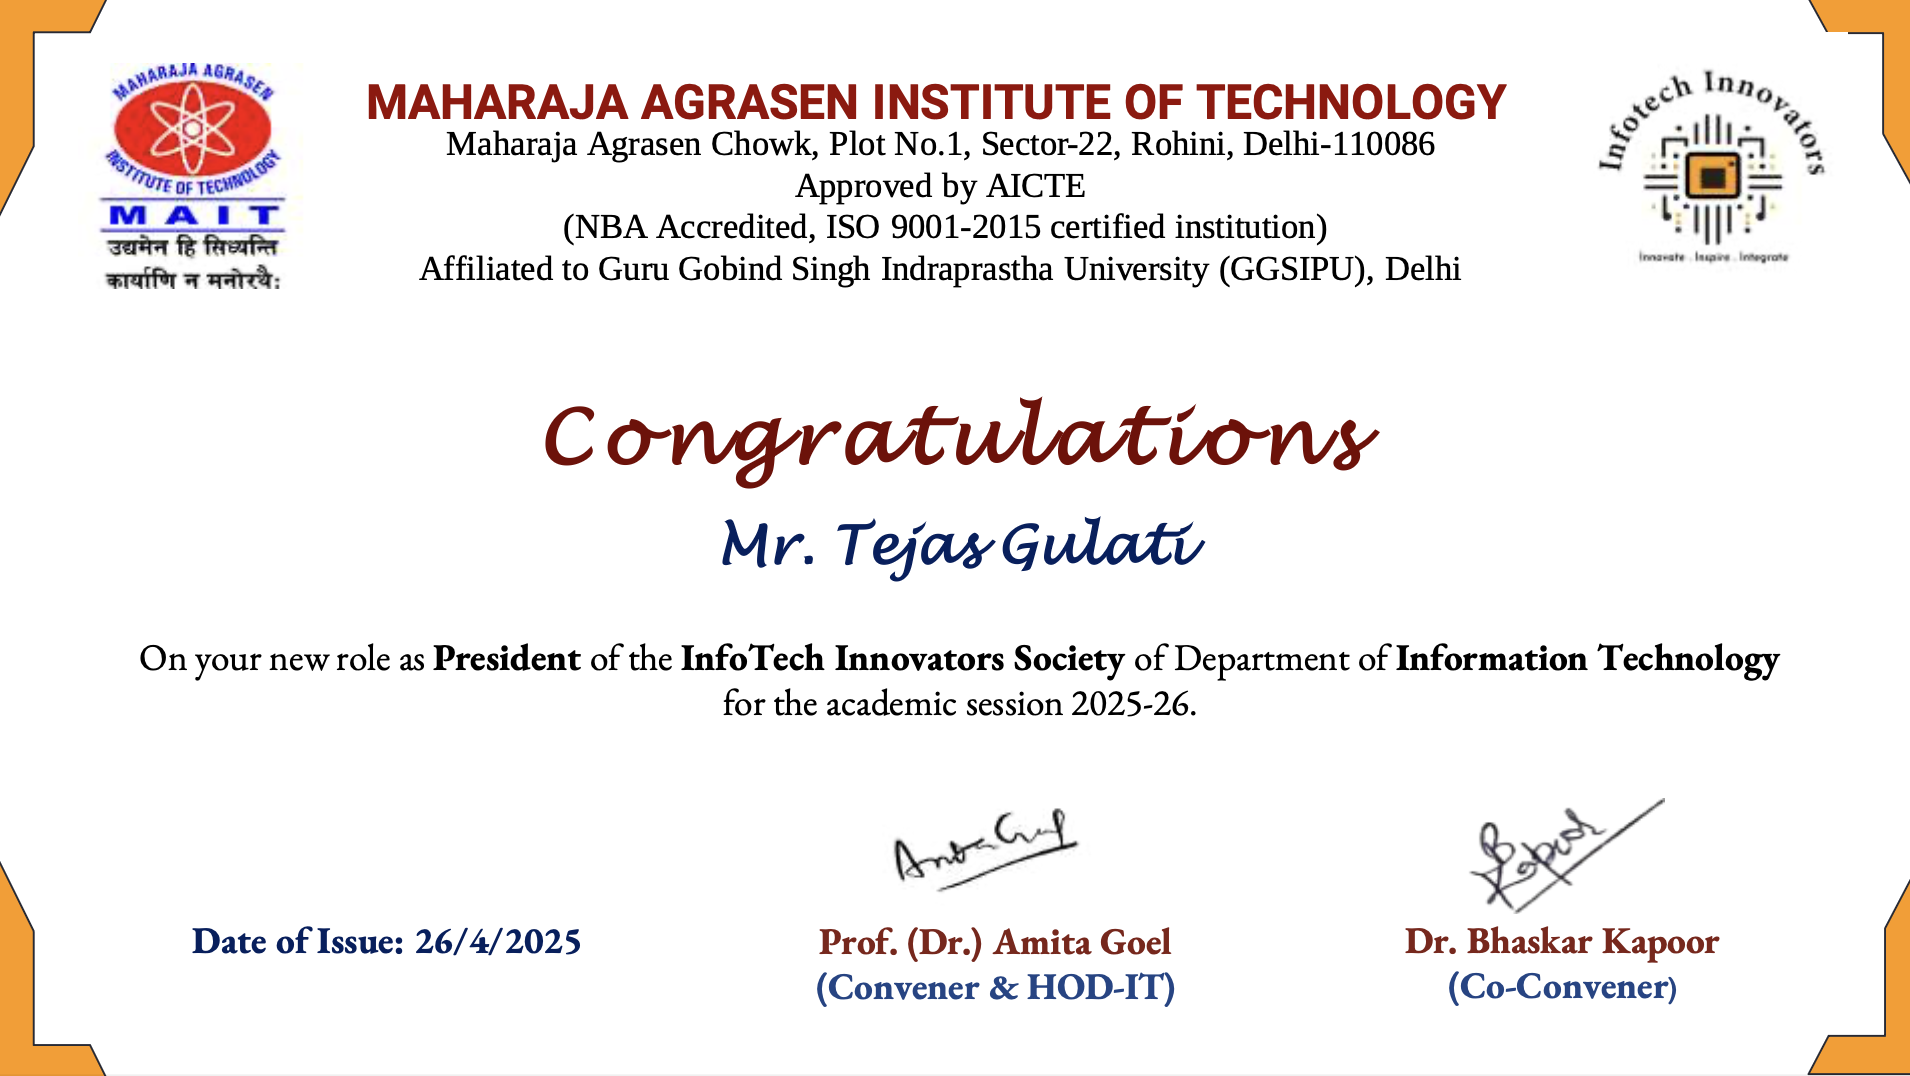 MAHARAJA AGRASEN
INSTITUTE OF TECHNOLOGY
MAIT
उद्यमेन हि सिध्यन्ति
कार्याणि न मनोरथैः
MAHARAJA AGRASEN INSTITUTE OF TECHNOLOGY
Maharaja Agrasen Chowk, Plot No.1, Sector-22, Rohini, Delhi-110086
Approved by AICTE
(NBA Accredited, ISO 9001-2015 certified institution)
Affiliated to Guru Gobind Singh Indraprastha University (GGSIPU), Delhi
Infotech Innovators
Innovate . Inspire . Integrate
Congratulations
Mr. Tejas Gulati
On your new role as President of the InfoTech Innovators Society of Department of Information Technology
for the academic session 2025-26.
Date of Issue: 26/4/2025
Prof. (Dr.) Amita Goel
(Convener & HOD-IT)
Dr. Bhaskar Kapoor
(Co-Convener)